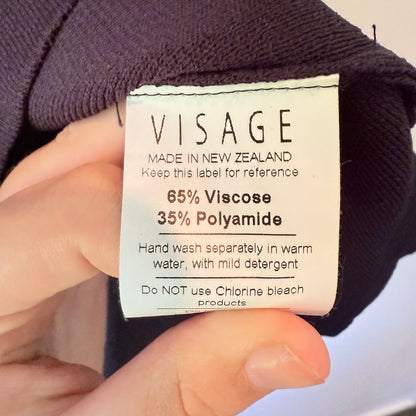 VISAGE
MADE IN NEW ZEALAND
Keep this label for reference
65% Viscose
35% Polyamide
Hand wash separately in warm
water, with mild detergent
Do NOT use Chlorine bleach
products